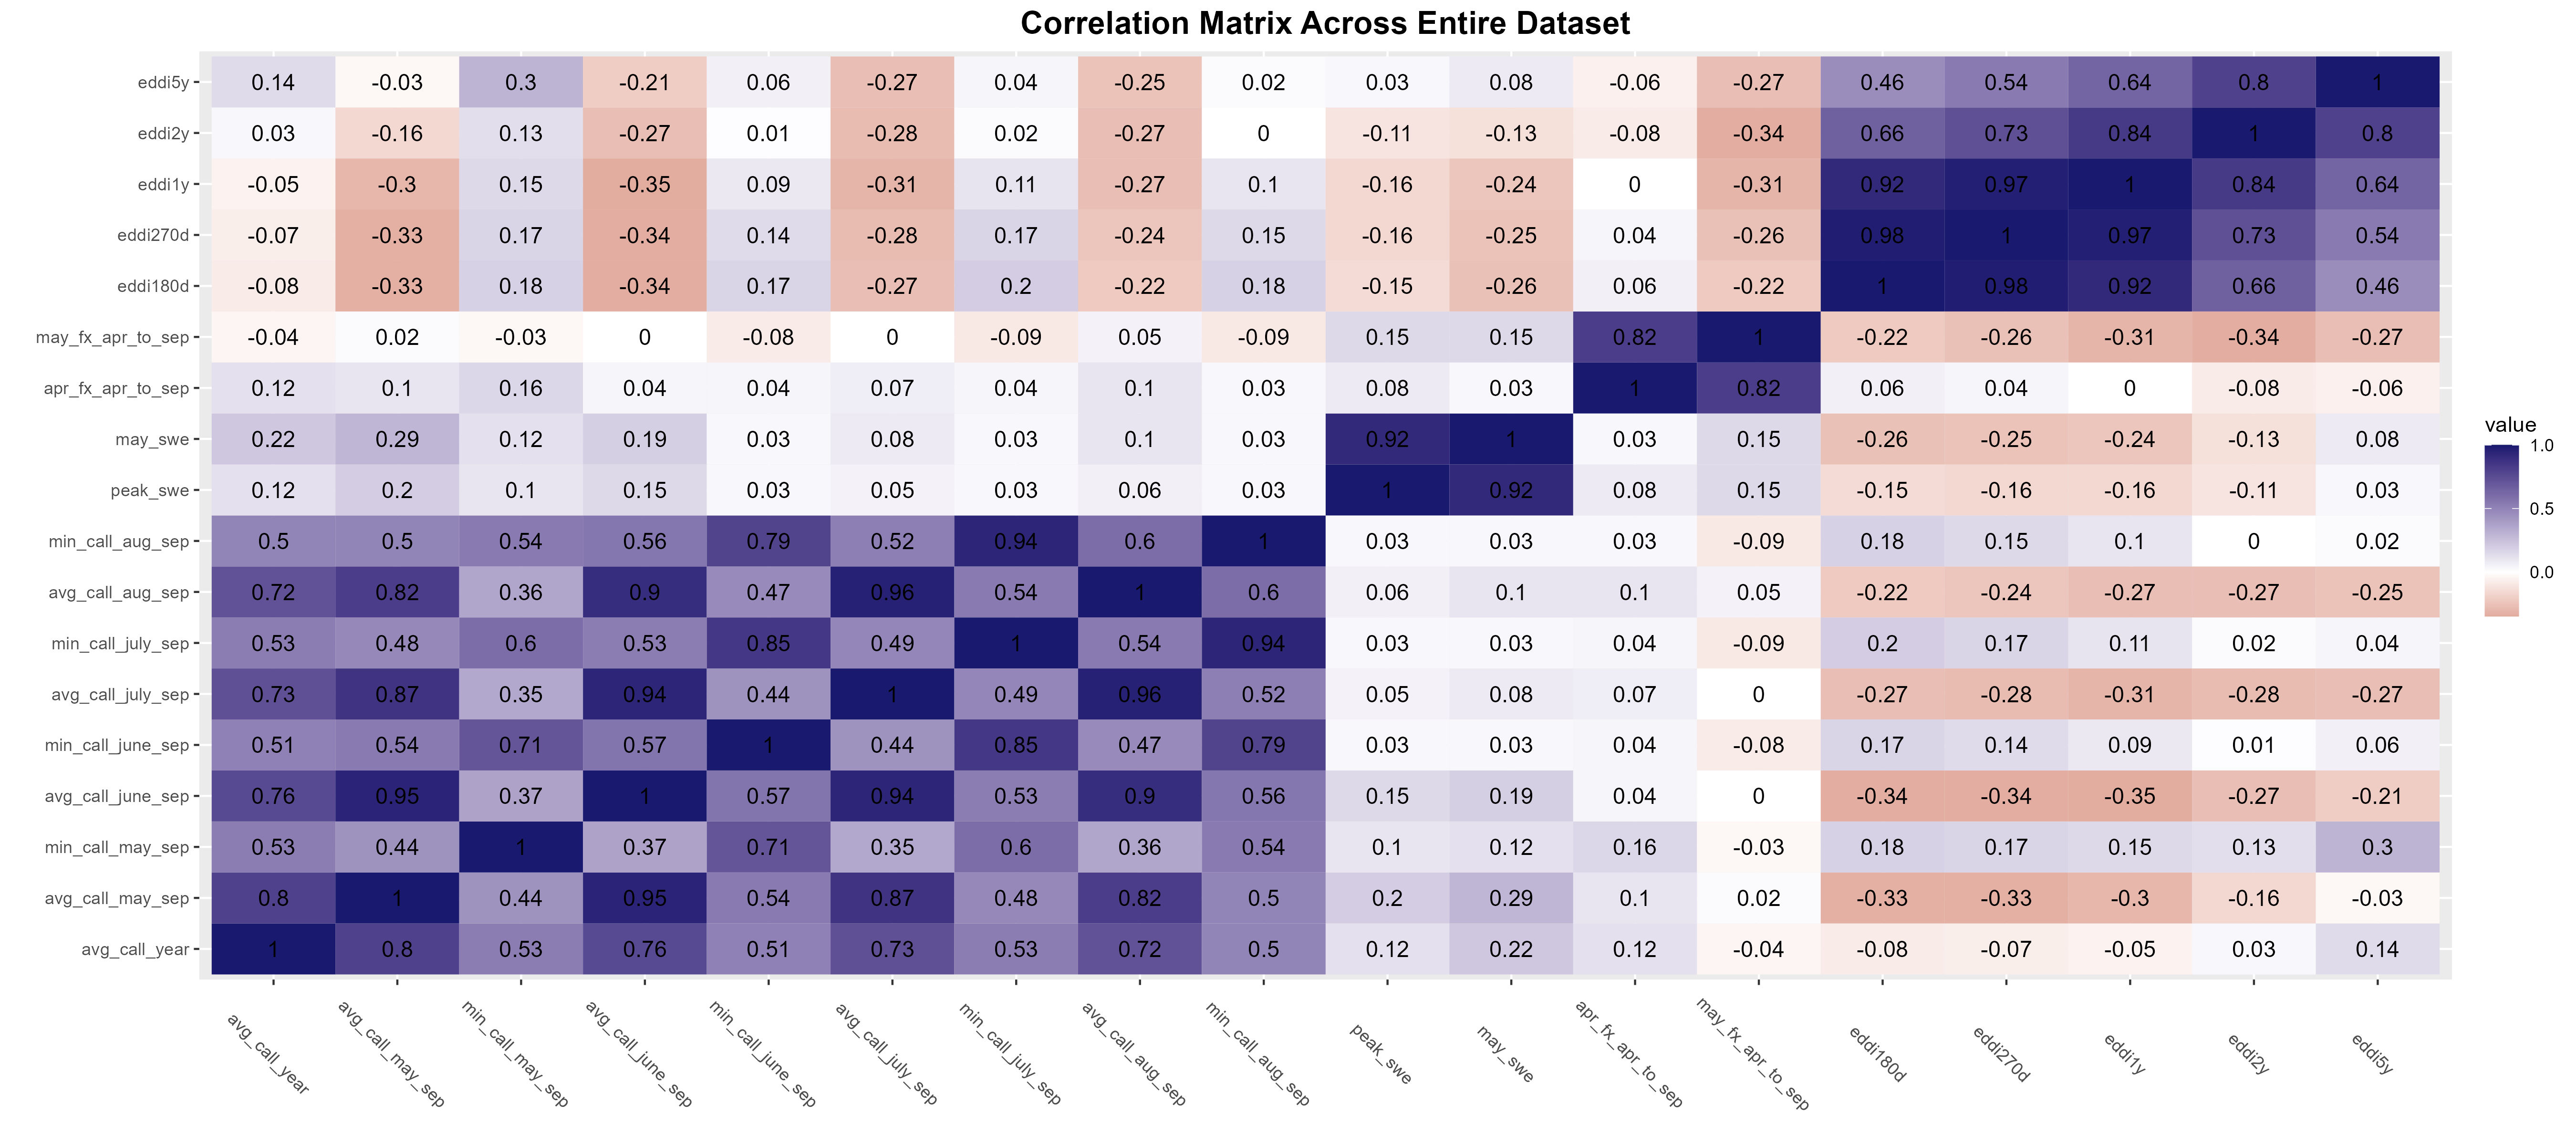 Correlation Matrix Across Entire Dataset
eddi5y 0.14 -0.03 0.3 -0.21 0.06 -0.27 0.04 -0.25 0.02 0.03 0.08 -0.06 -0.27 0.46 0.54 0.64 0.8 1
eddi2y 0.03 -0.16 0.13 -0.27 0.01 -0.28 0.02 -0.27 0 -0.11 -0.13 -0.08 -0.34 0.66 0.73 0.84 1 0.8
eddi1y -0.05 -0.3 0.15 -0.35 0.09 -0.31 0.11 -0.27 0.1 -0.16 -0.24 0 -0.31 0.92 0.97 1 0.84 0.64
eddi270d -0.07 -0.33 0.17 -0.34 0.14 -0.28 0.17 -0.24 0.15 -0.16 -0.25 0.04 -0.26 0.98 1 0.97 0.73 0.54
eddi180d -0.08 -0.33 0.18 -0.34 0.17 -0.27 0.2 -0.22 0.18 -0.15 -0.26 0.06 -0.22 1 0.98 0.92 0.66 0.46
may_fx_apr_to_sep -0.04 0.02 -0.03 0 -0.08 0 -0.09 0.05 -0.09 0.15 0.15 0.82 1 -0.22 -0.26 -0.31 -0.34 -0.27
apr_fx_apr_to_sep 0.12 0.1 0.16 0.04 0.04 0.07 0.04 0.1 0.03 0.08 0.03 1 0.82 0.06 0.04 0 -0.08 -0.06
may_swe 0.22 0.29 0.12 0.19 0.03 0.08 0.03 0.1 0.03 0.92 1 0.03 0.15 -0.26 -0.25 -0.24 -0.13 0.08
peak_swe 0.12 0.2 0.1 0.15 0.03 0.05 0.03 0.06 0.03 1 0.92 0.08 0.15 -0.15 -0.16 -0.16 -0.11 0.03
min_call_aug_sep 0.5 0.5 0.54 0.56 0.79 0.52 0.94 0.6 1 0.03 0.03 0.03 -0.09 0.18 0.15 0.1 0 0.02
avg_call_aug_sep 0.72 0.82 0.36 0.9 0.47 0.96 0.54 1 0.6 0.06 0.1 0.1 0.05 -0.22 -0.24 -0.27 -0.27 -0.25
min_call_july_sep 0.53 0.48 0.6 0.53 0.85 0.49 1 0.54 0.94 0.03 0.03 0.04 -0.09 0.2 0.17 0.11 0.02 0.04
avg_call_july_sep 0.73 0.87 0.35 0.94 0.44 1 0.49 0.96 0.52 0.05 0.08 0.07 0 -0.27 -0.28 -0.31 -0.28 -0.27
min_call_june_sep 0.51 0.54 0.71 0.57 1 0.44 0.85 0.47 0.79 0.03 0.03 0.04 -0.08 0.17 0.14 0.09 0.01 0.06
avg_call_june_sep 0.76 0.95 0.37 1 0.57 0.94 0.53 0.9 0.56 0.15 0.19 0.04 0 -0.34 -0.34 -0.35 -0.27 -0.21
min_call_may_sep 0.53 0.44 1 0.37 0.71 0.35 0.6 0.36 0.54 0.1 0.12 0.16 -0.03 0.18 0.17 0.15 0.13 0.3
avg_call_may_sep 0.8 1 0.44 0.95 0.54 0.87 0.48 0.82 0.5 0.2 0.29 0.1 0.02 -0.33 -0.33 -0.3 -0.16 -0.03
avg_call_year 1 0.8 0.53 0.76 0.51 0.73 0.53 0.72 0.5 0.12 0.22 0.12 -0.04 -0.08 -0.07 -0.05 0.03 0.14
avg_call_year avg_call_may_sep min_call_may_sep avg_call_june_sep min_call_june_sep avg_call_july_sep min_call_july_sep avg_call_aug_sep min_call_aug_sep peak_swe may_swe apr_fx_apr_to_sep may_fx_apr_to_sep eddi180d eddi270d eddi1y eddi2y eddi5y
value
1.0
0.5
0.0